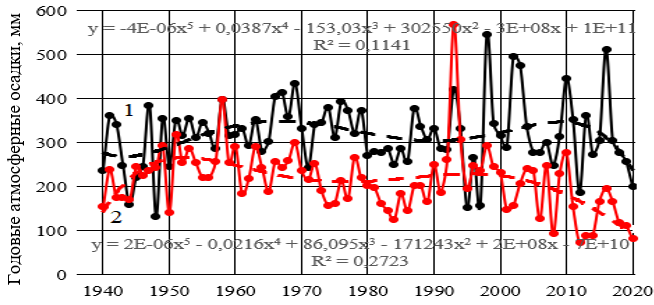 Годовые атмосферные осадки, мм
600
y = -4E-06x⁵ + 0,0387x⁴ - 153,03x³ + 302550x² - 3E+08x + 1E+11
R² = 0,1141
500
400
1
300
200
2
100
y = 2E-06x⁵ - 0,0216x⁴ + 86,095x³ - 171243x² + 2E+08x - 7E+10
R² = 0,2723
0
1940 1950 1960 1970 1980 1990 2000 2010 2020